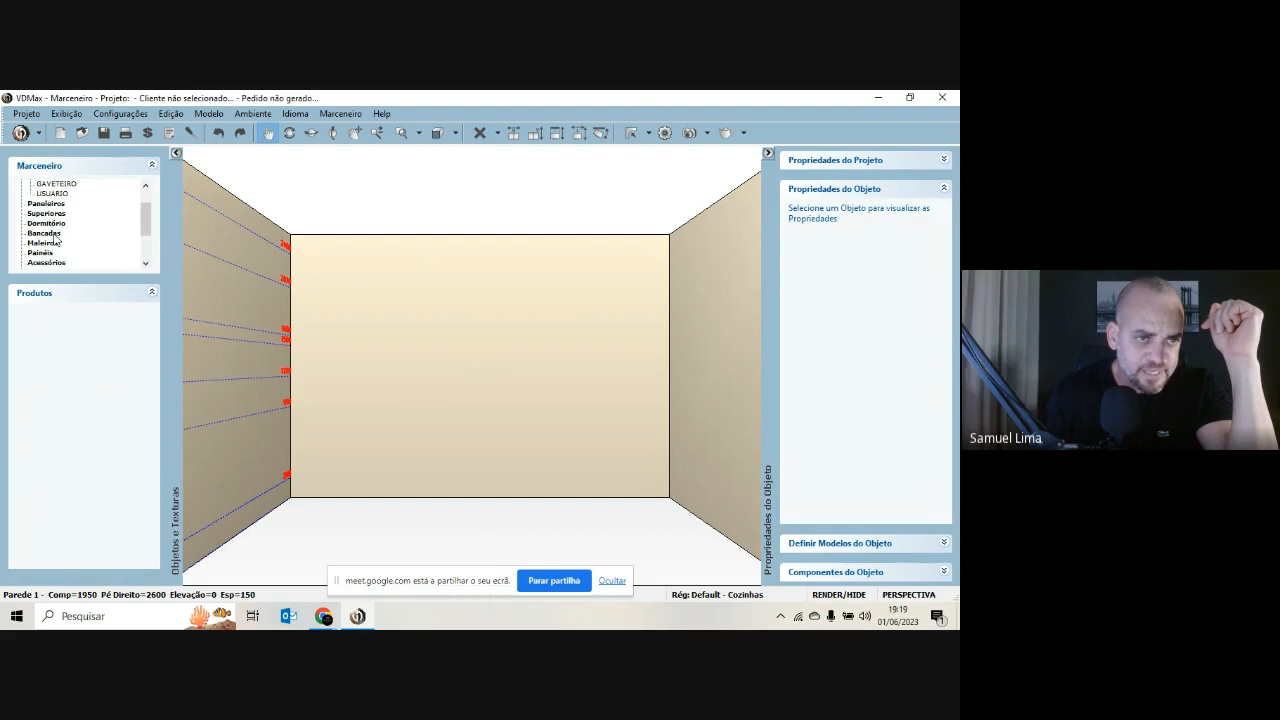 VDMax - Marceneiro - Projeto:  - Cliente não selecionado... - Pedido não gerado...
Projeto Exibição Configurações Edição Modelo Ambiente Idioma Marceneiro Help
Marceneiro
GAVETEIRO
USUARIO
Paneleiros
Superiores
Dormitório
Bancadas
Maleiros
Painéis
Acessórios
Produtos
Objetos e Texturas
Propriedades do Objeto
Propriedades do Projeto
Propriedades do Objeto
Selecione um Objeto para visualizar as
Propriedades
Definir Modelos do Objeto
Componentes do Objeto
Samuel Lima
meet.google.com está a partilhar o seu ecrã.
Parar partilha
Ocultar
Parede 1 - Comp=1950 Pé Direito=2600 Elevação=0 Esp=150
Rég: Default - Cozinhas
RENDER/HIDE
PERSPECTIVA
Pesquisar
19:19
01/06/2023